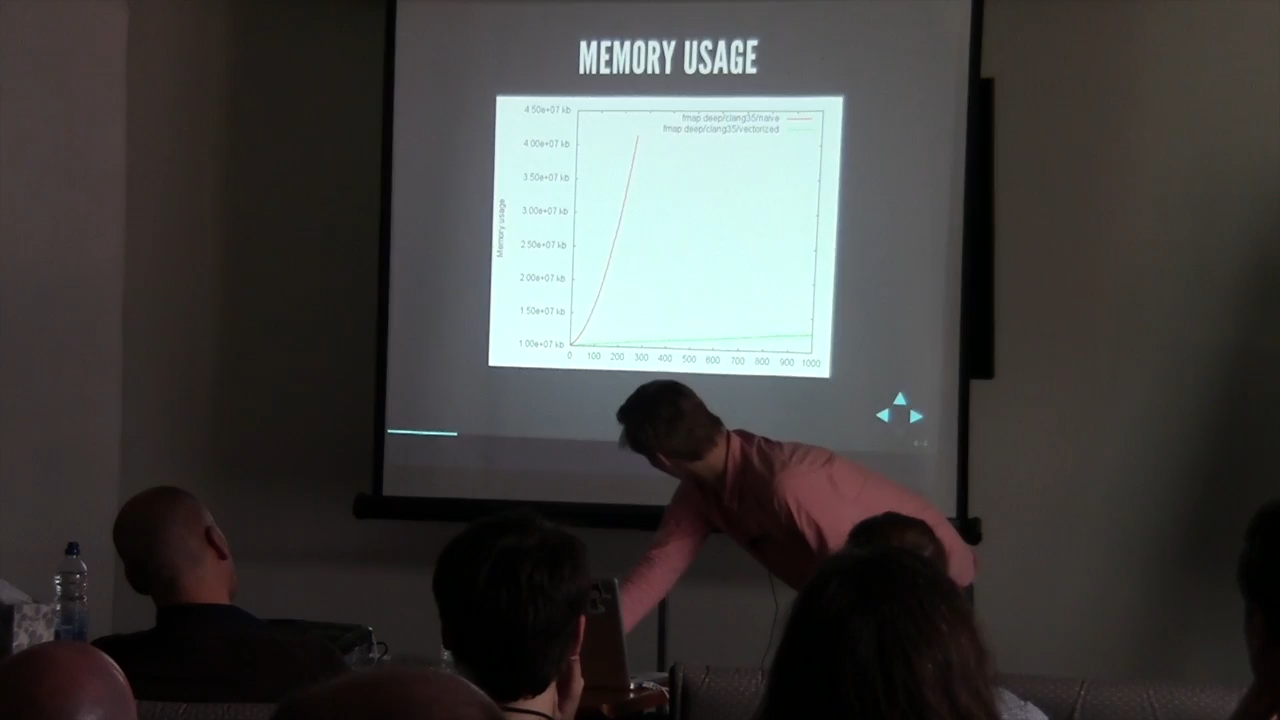 MEMORY USAGE
4.50e+07 kb
fmap.deep/clang35/naive
fmap.deep/clang35/vectorized
4.00e+07 kb
3.50e+07 kb
3.00e+07 kb
Memory usage
2.50e+07 kb
2.00e+07 kb
1.50e+07 kb
1.00e+07 kb
0 100 200 300 400 500 600 700 800 900 1000